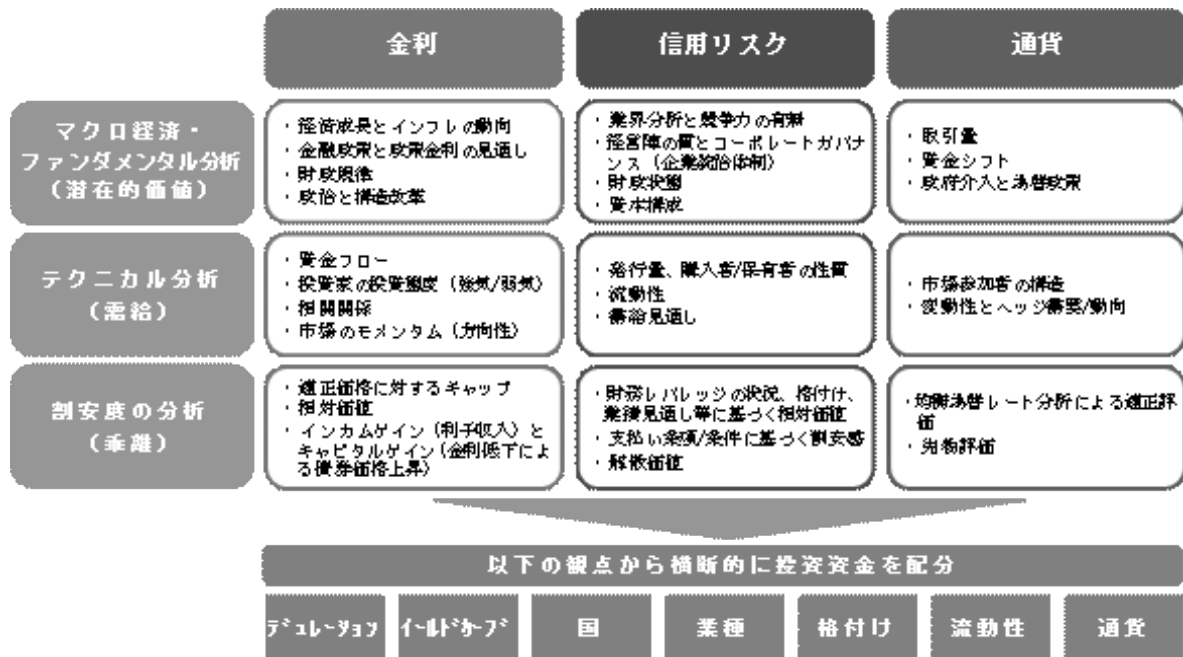 金利
信用リスク
通貨
マクロ経済・
ファンダメンタル分析
（潜在的価値）
・経済成長とインフレの動向
・金融政策と政策金利の見通し
・財政規律
・政治と構造改革
・業界分析と競争力の有無
・経営陣の質とコーポレートガバナ
ンス（企業統治体制）
・財政状態
・資本構成
・取引量
・資金シフト
・政府介入と為替政策
テクニカル分析
（需給）
・資金フロー
・投資家の投資態度（強気/弱気）
・相関関係
・市場のモメンタム（方向性）
・発行量、購入者/保有者の性質
・流動性
・需給見通し
・市場参加者の構造
・変動性とヘッジ需要/動向
割安度の分析
（乖離）
・適正価格に対するギャップ
・相対価値
・インカムゲイン（利子収入）と
キャピタルゲイン（金利低下によ
る債券価格上昇）
・財務レバレッジの状況、格付け、
業績見通し等に基づく相対価値
・支払い条項/条件に基づく割安感
・解散価値
・均衡為替レート分析による適正評
価
・先物評価
以下の観点から横断的に投資資金を配分
ﾃﾞｭﾚｰｼｮﾝ
ｲｰﾙﾄﾞｶｰﾌﾞ
国
業種
格付け
流動性
通貨